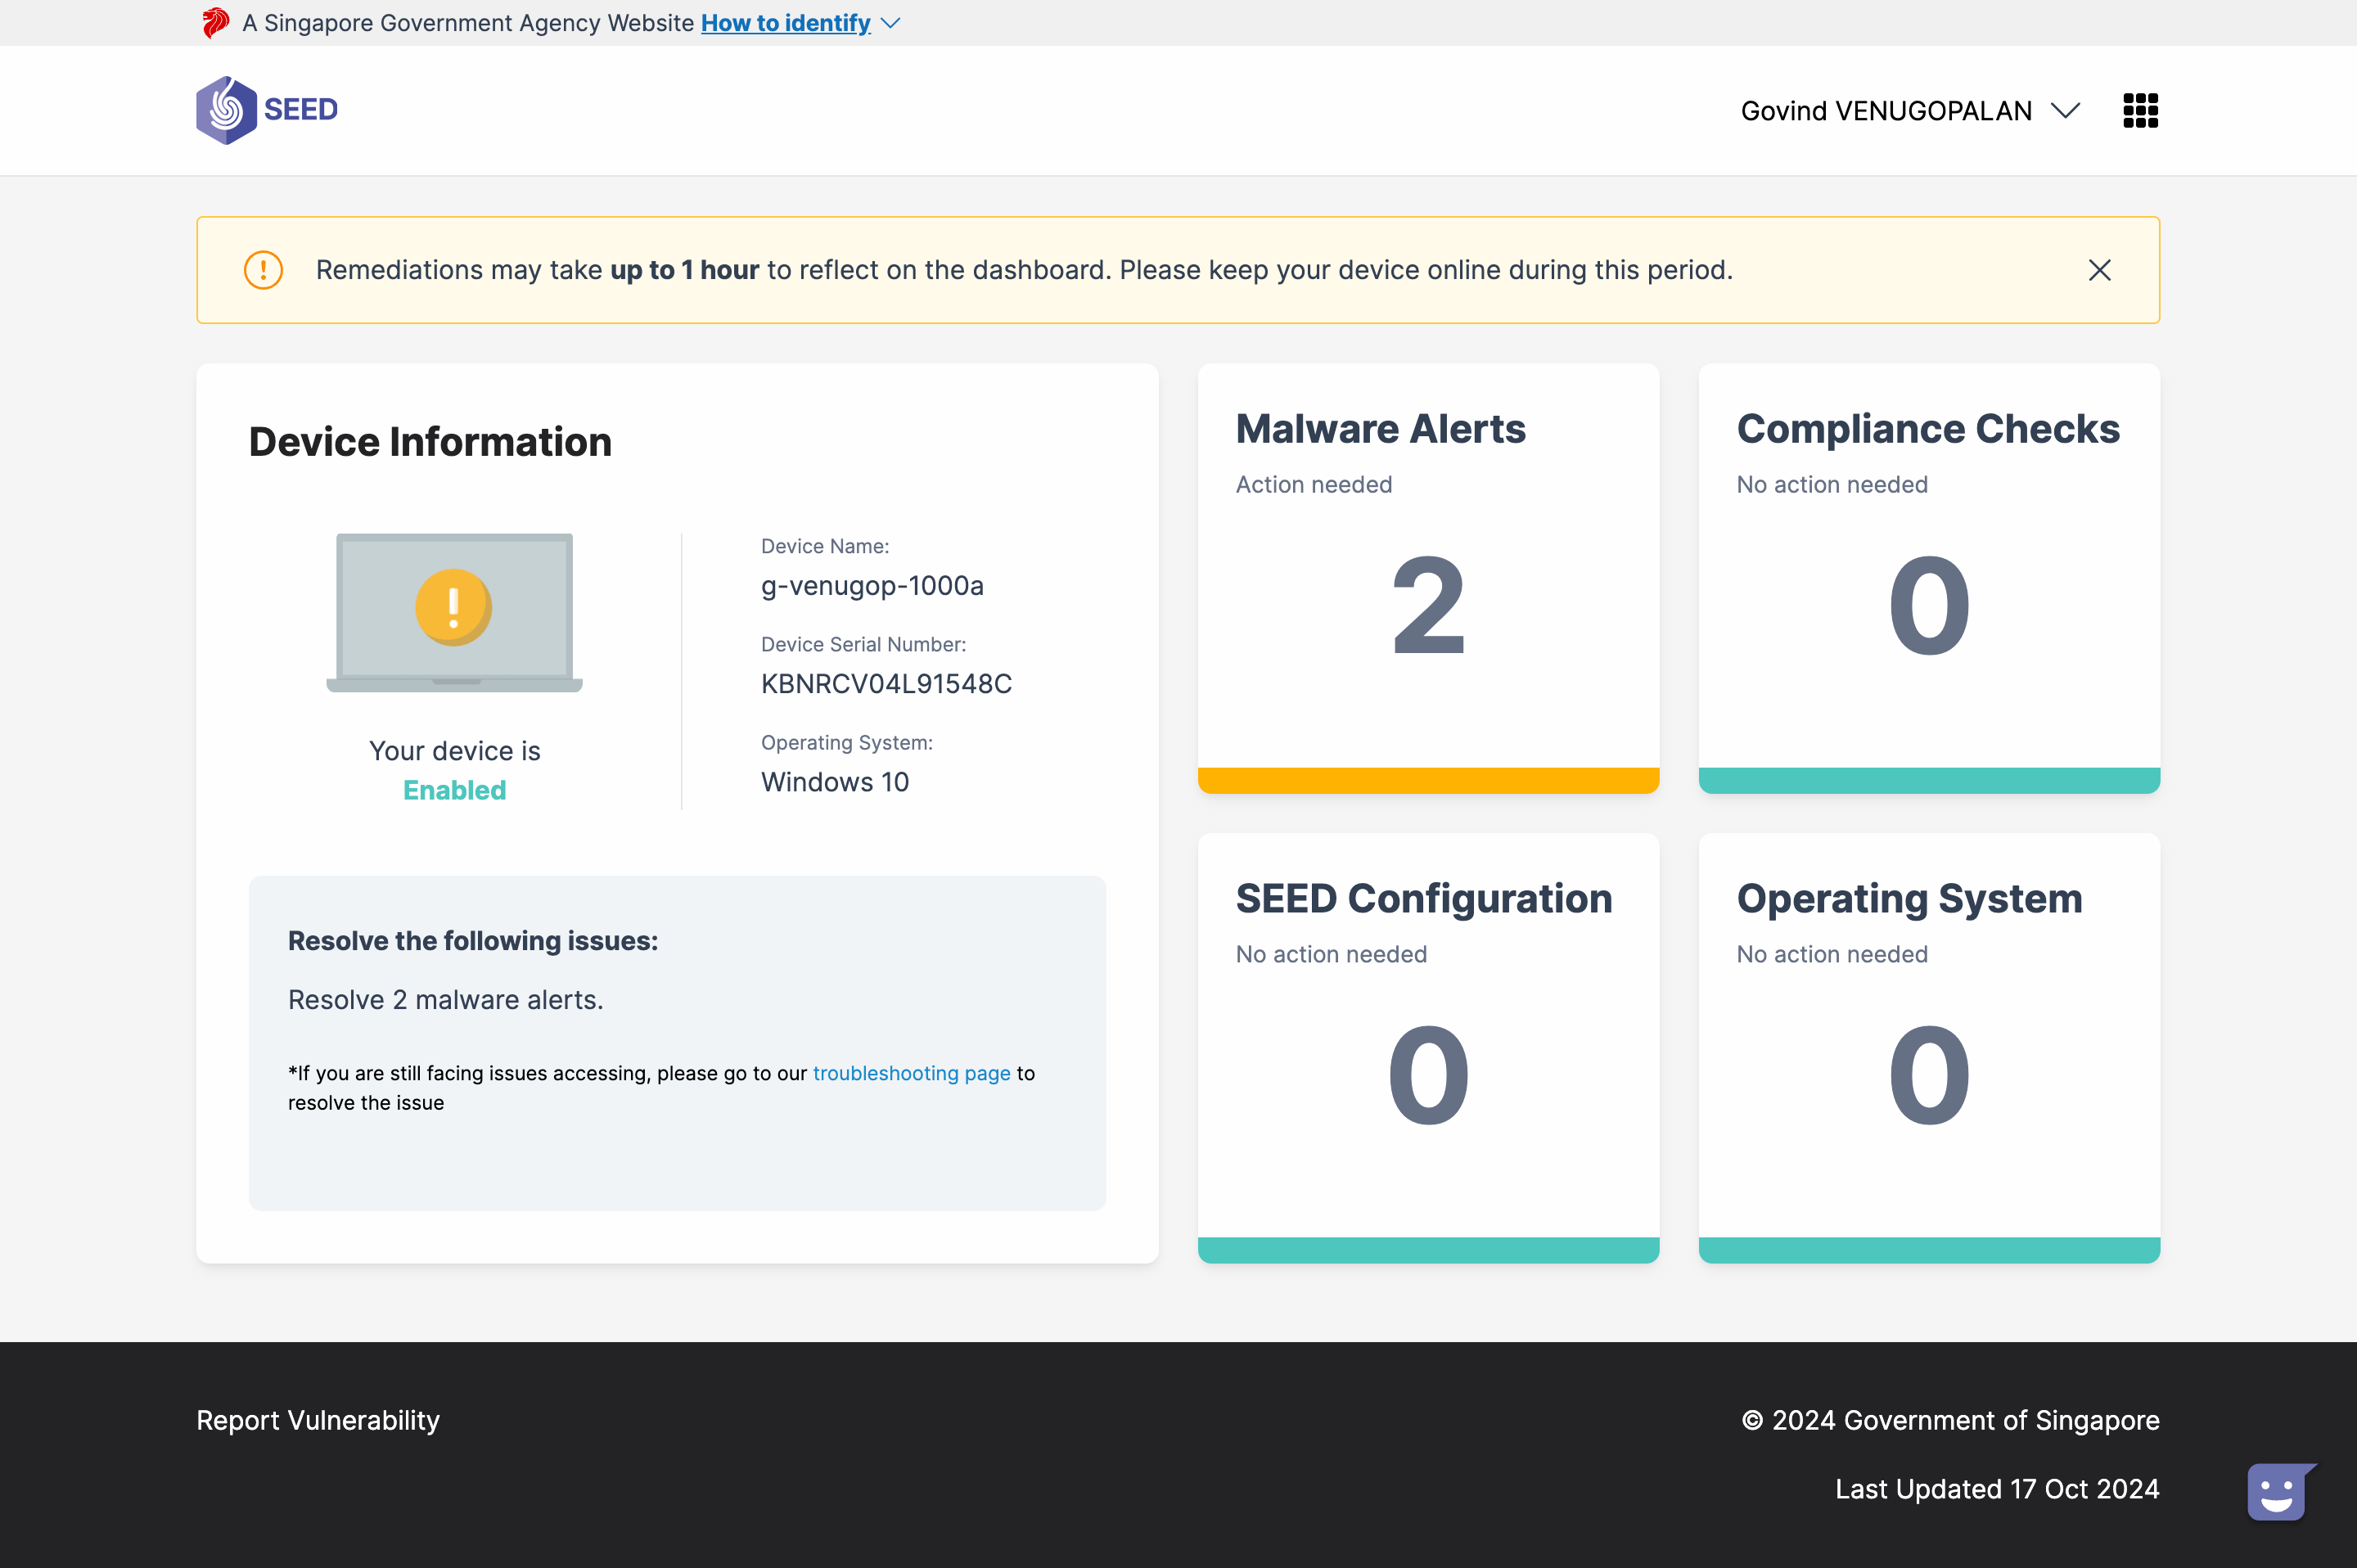 A Singapore Government Agency Website How to identify
SEED
Govind VENUGOPALAN
Remediations may take up to 1 hour to reflect on the dashboard. Please keep your device online during this period.
Device Information
Your device is
Enabled
Device Name:
g-venugop-1000a
Device Serial Number:
KBNRCV04L91548C
Operating System:
Windows 10
Resolve the following issues:
Resolve 2 malware alerts.
*If you are still facing issues accessing, please go to our troubleshooting page to
resolve the issue
Malware Alerts
Action needed
2
Compliance Checks
No action needed
0
SEED Configuration
No action needed
0
Operating System
No action needed
0
Report Vulnerability
© 2024 Government of Singapore
Last Updated 17 Oct 2024